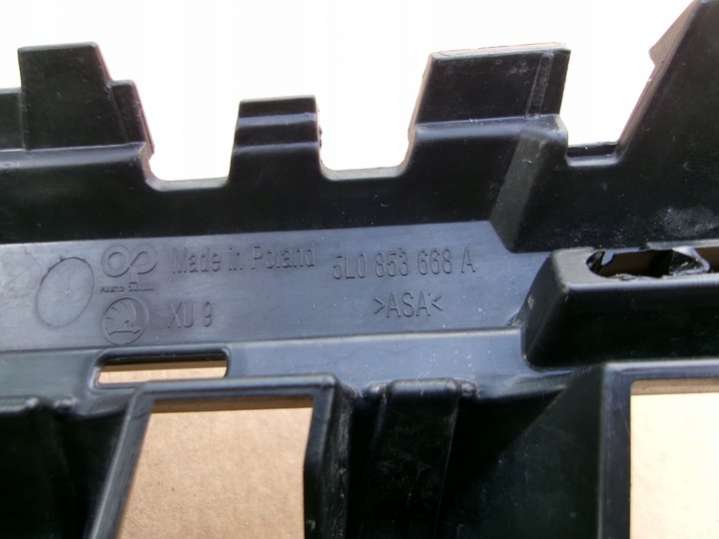 Made in Poland
5L0 853 668 A
XU 9
>ASA<